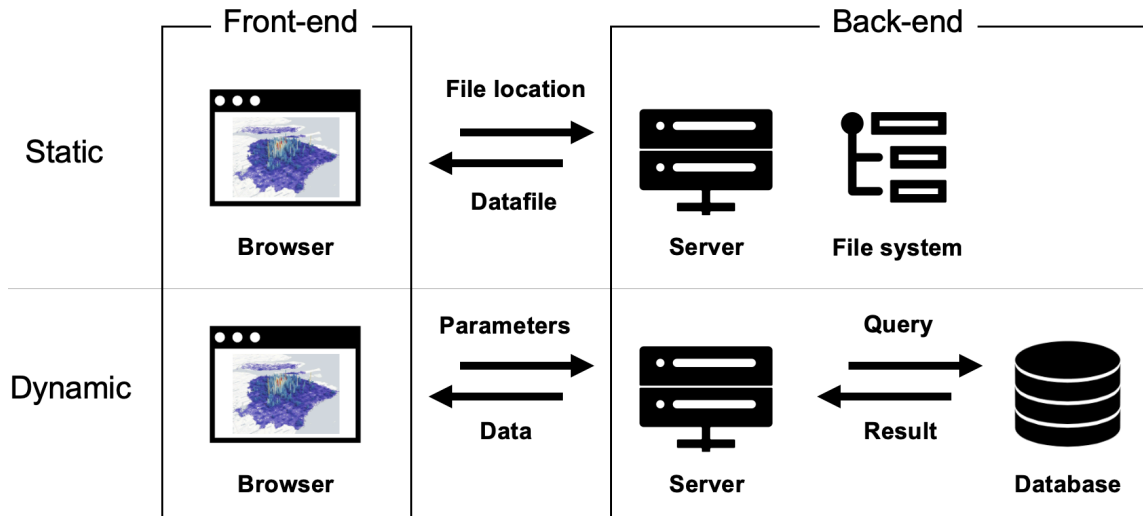 Front-end
Back-end
Static
File location
Datafile
Browser
Server
File system
Dynamic
Parameters
Data
Query
Result
Browser
Server
Database